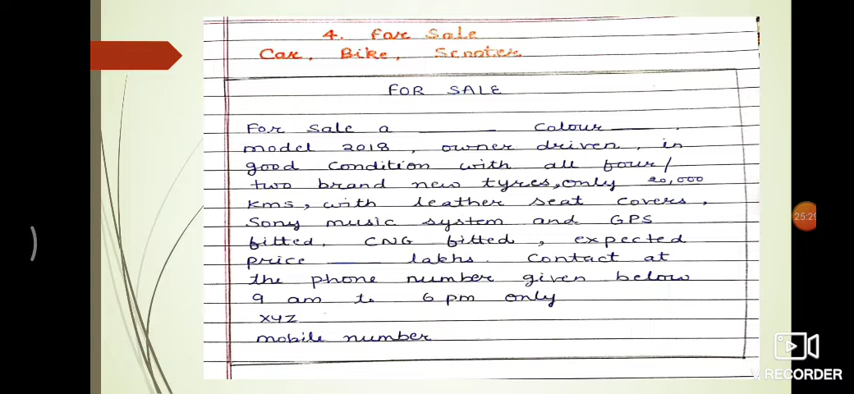 4. For Sale
Car, Bike, Scooter
FOR SALE
For sale a ______ colour ______ .
model 2018, owner driven, in
good condition with all four/
two brand new tyres, only 20,000
kms, with leather seat covers,
Sony music system and GPS
fitted. CNG fitted, expected
price ____ lakhs. Contact at
the phone number given below
9 am to 6 pm only
XYZ
mobile number
25:29
V RECORDER